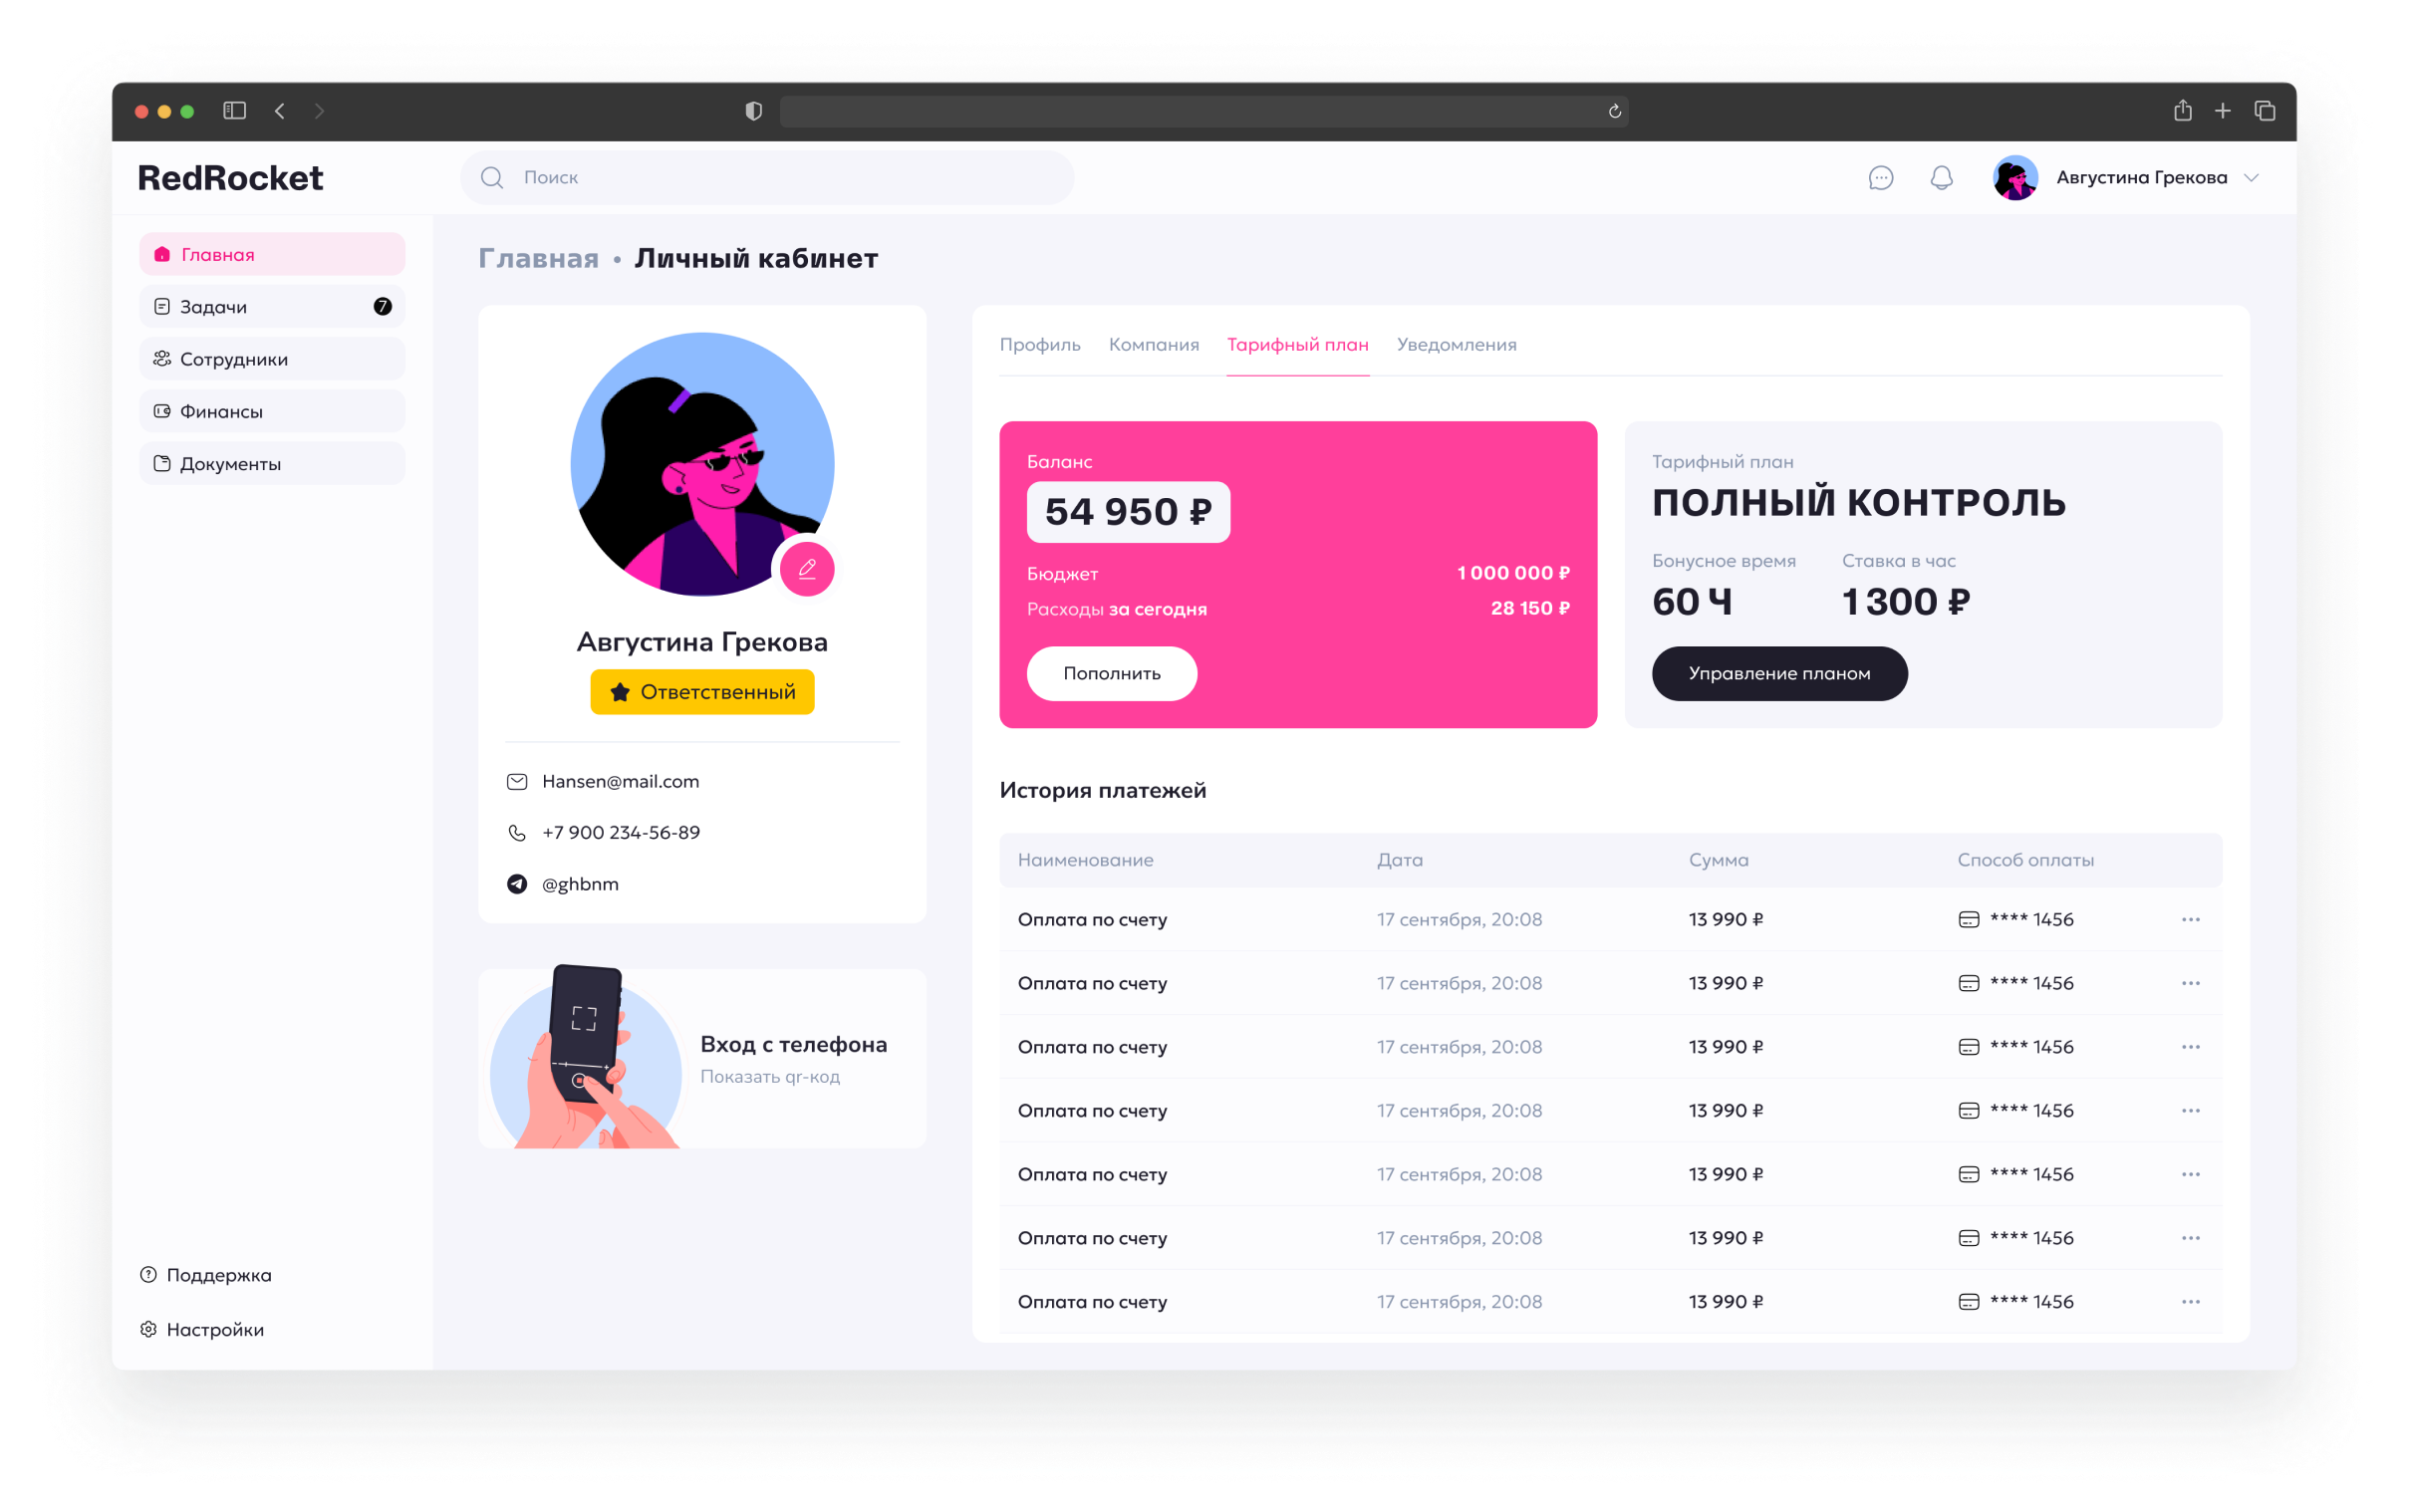 RedRocket
Поиск
Августина Грекова
Главная
Задачи
7
Сотрудники
Финансы
Документы
Поддержка
Настройки
Главная • Личный кабинет
Августина Грекова
Ответственный
Hansen@mail.com
+7 900 234-56-89
@ghbnm
Вход с телефона
Показать qr-код
Профиль Компания Тарифный план Уведомления
Баланс
54 950 ₽
Бюджет 1 000 000 ₽
Расходы за сегодня 28 150 ₽
Пополнить
Тарифный план
ПОЛНЫЙ КОНТРОЛЬ
Бонусное время Ставка в час
60 Ч 1 300 ₽
Управление планом
История платежей
Наименование Дата Сумма Способ оплаты
Оплата по счету 17 сентября, 20:08 13 990 ₽ **** 1456
Оплата по счету 17 сентября, 20:08 13 990 ₽ **** 1456
Оплата по счету 17 сентября, 20:08 13 990 ₽ **** 1456
Оплата по счету 17 сентября, 20:08 13 990 ₽ **** 1456
Оплата по счету 17 сентября, 20:08 13 990 ₽ **** 1456
Оплата по счету 17 сентября, 20:08 13 990 ₽ **** 1456
Оплата по счету 17 сентября, 20:08 13 990 ₽ **** 1456